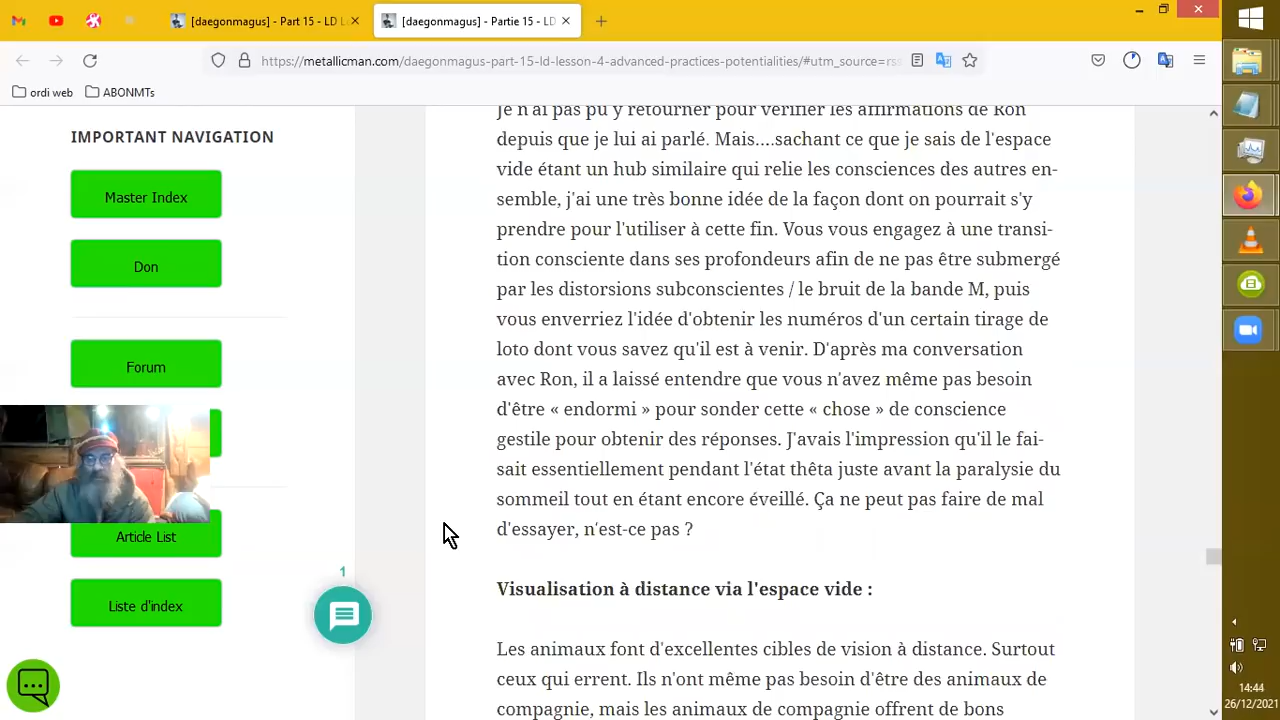 [daegonmagus] - Part 15 - LD L
[daegonmagus] - Partie 15 - LD
https://metallicman.com/daegonmagus-part-15-ld-lesson-4-advanced-practices-potentialities/#utm_source=rs
ordi web
ABONMTs
IMPORTANT NAVIGATION
Master Index
Don
Forum
Article List
Liste d'index
1
Je n'ai pas pu y retourner pour vérifier les affirmations de Ron
depuis que je lui ai parlé. Mais....sachant ce que je sais de l'espace
vide étant un hub similaire qui relie les consciences des autres en-
semble, j'ai une très bonne idée de la façon dont on pourrait s'y
prendre pour l'utiliser à cette fin. Vous vous engagez à une transi-
tion consciente dans ses profondeurs afin de ne pas être submergé
par les distorsions subconscientes / le bruit de la bande M, puis
vous enverriez l'idée d'obtenir les numéros d'un certain tirage de
loto dont vous savez qu'il est à venir. D'après ma conversation
avec Ron, il a laissé entendre que vous n'avez même pas besoin
d'être « endormi » pour sonder cette « chose » de conscience
gestile pour obtenir des réponses. J'avais l'impression qu'il le fai-
sait essentiellement pendant l'état thêta juste avant la paralysie du
sommeil tout en étant encore éveillé. Ça ne peut pas faire de mal
d'essayer, n'est-ce pas ?
Visualisation à distance via l'espace vide :
Les animaux font d'excellentes cibles de vision à distance. Surtout
ceux qui errent. Ils n'ont même pas besoin d'être des animaux de
compagnie, mais les animaux de compagnie offrent de bons
14:44
26/12/2021